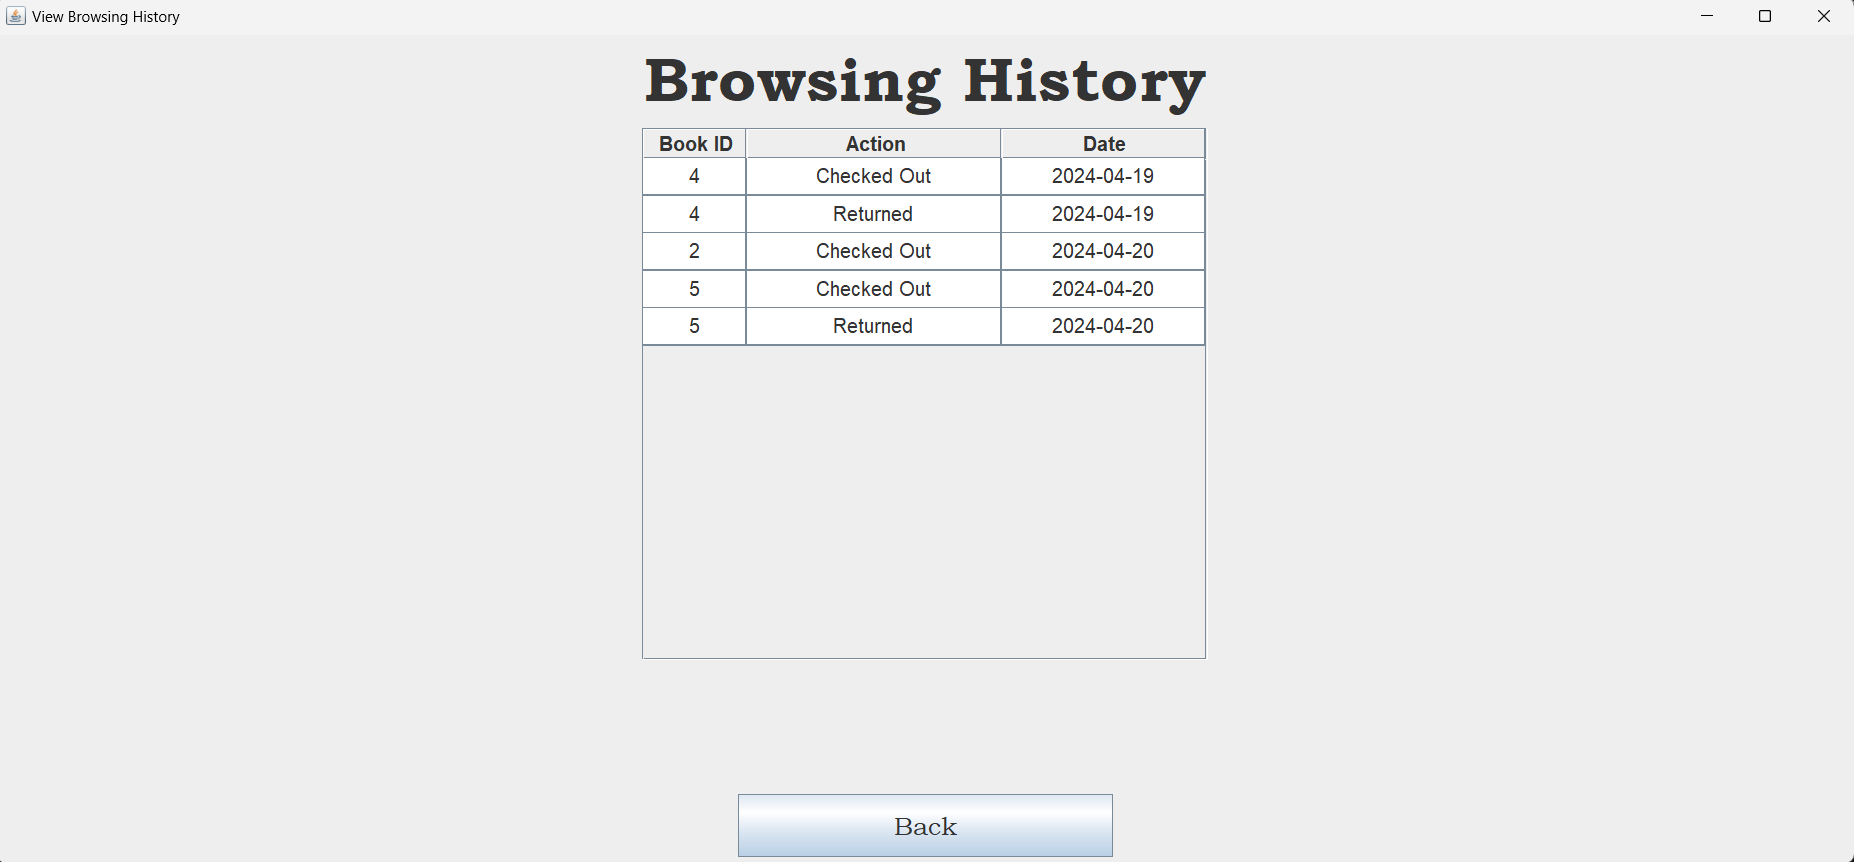 View Browsing History
Browsing History
Book ID Action Date
4 Checked Out 2024-04-19
4 Returned 2024-04-19
2 Checked Out 2024-04-20
5 Checked Out 2024-04-20
5 Returned 2024-04-20
Back